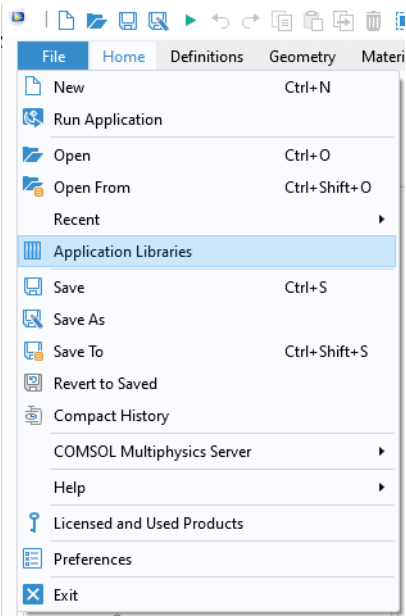 File Home Definitions Geometry Materi
New Ctrl+N
Run Application
Open Ctrl+O
Open From Ctrl+Shift+O
Recent
Application Libraries
Save Ctrl+S
Save As
Save To Ctrl+Shift+S
Revert to Saved
Compact History
COMSOL Multiphysics Server
Help
Licensed and Used Products
Preferences
Exit